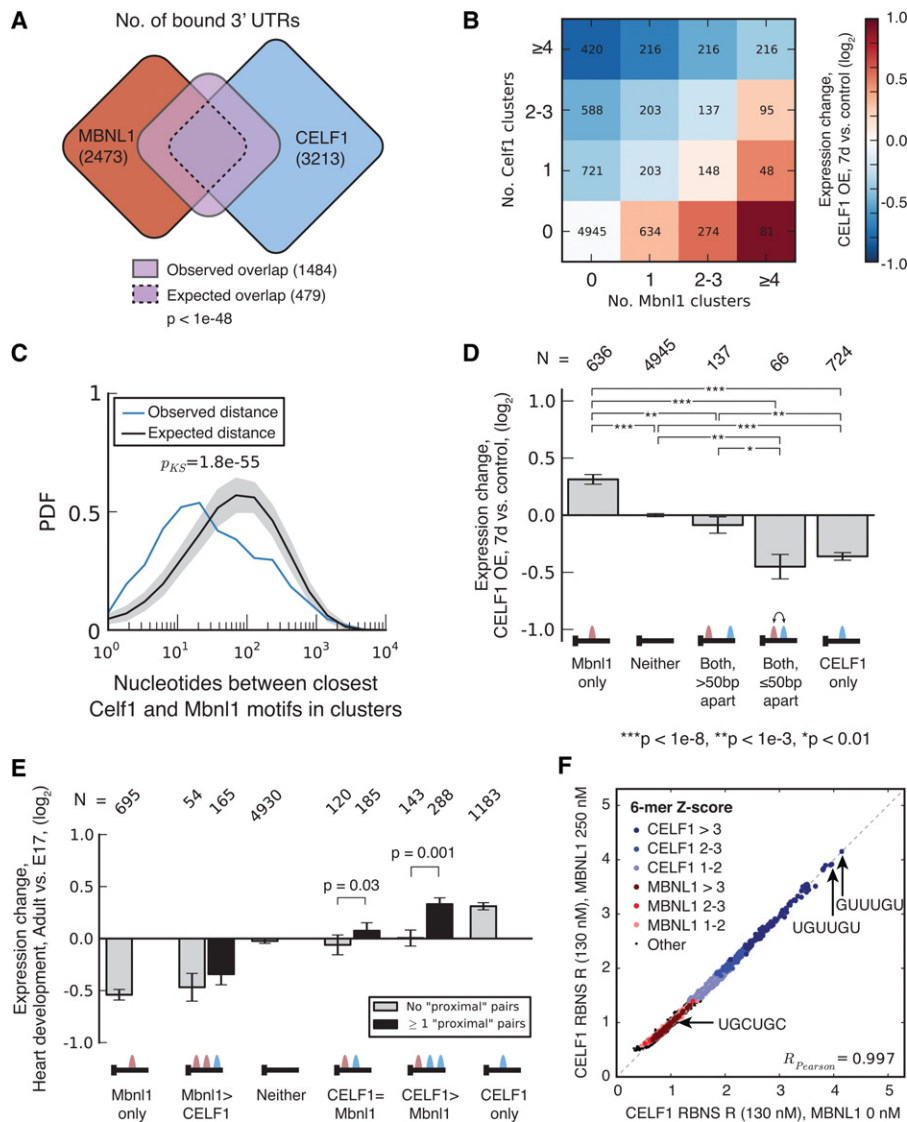 A
No. of bound 3' UTRs
MBNL1
(2473)
CELF1
(3213)
Observed overlap (1484)
Expected overlap (479)
p < 1e-48
B
No. Celf1 clusters
≥4
2-3
1
0
420 216 216 216
588 203 137 95
721 203 148 48
4945 634 274 81
0 1 2-3 ≥4
No. Mbnl1 clusters
1.0
0.5
0.0
-0.5
-1.0
Expression change,
CELF1 OE, 7d vs. control (log2)
C
PDF
1
0.5
0
Observed distance
Expected distance
pKS=1.8e-55
10^0 10^1 10^2 10^3 10^4
Nucleotides between closest
Celf1 and Mbnl1 motifs in clusters
D
N = 636 4945 137 66 724
Expression change,
CELF1 OE, 7d vs. control, (log2)
1.0
0.5
0.0
-0.5
-1.0
***
***
** **
*** ***
**
*
Mbnl1 only
Neither
Both, >50bp apart
Both, ≤50bp apart
CELF1 only
***p < 1e-8, **p < 1e-3, *p < 0.01
E
N = 695 54 165 4930 120 185 143 288 1183
Expression change,
Heart development, Adult vs. E17, (log2)
1.0
0.5
0.0
-0.5
-1.0
p = 0.03
p = 0.001
No "proximal" pairs
≥ 1 "proximal" pairs
Mbnl1 only
Mbnl1> CELF1
Neither
CELF1= Mbnl1
CELF1> Mbnl1
CELF1 only
F
CELF1 RBNS R (130 nM), MBNL1 250 nM
5
4
3
2
1
0
6-mer Z-score
CELF1 > 3
CELF1 2-3
CELF1 1-2
MBNL1 > 3
MBNL1 2-3
MBNL1 1-2
Other
GUUUGU
UGUUGU
UGCUGC
RPearson = 0.997
0 1 2 3 4 5
CELF1 RBNS R (130 nM), MBNL1 0 nM